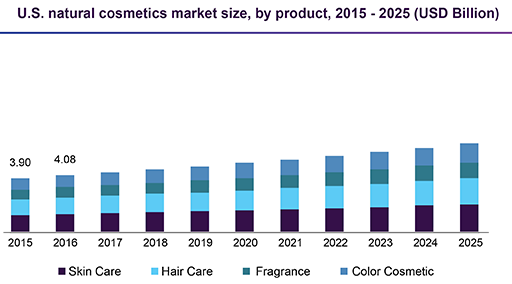 U.S. natural cosmetics market size, by product, 2015 - 2025 (USD Billion)
3.90 4.08
2015 2016 2017 2018 2019 2020 2021 2022 2023 2024 2025
Skin Care Hair Care Fragrance Color Cosmetic